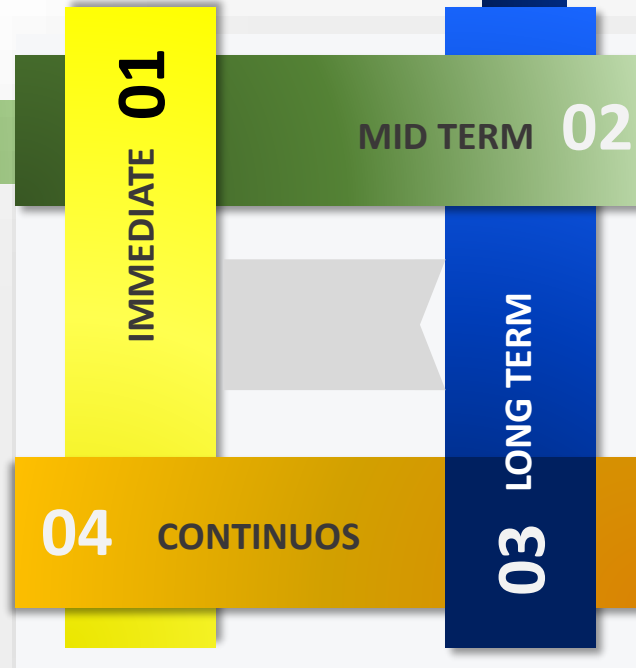 01
IMMEDIATE
MID TERM 02
LONG TERM
03
04 CONTINUOS